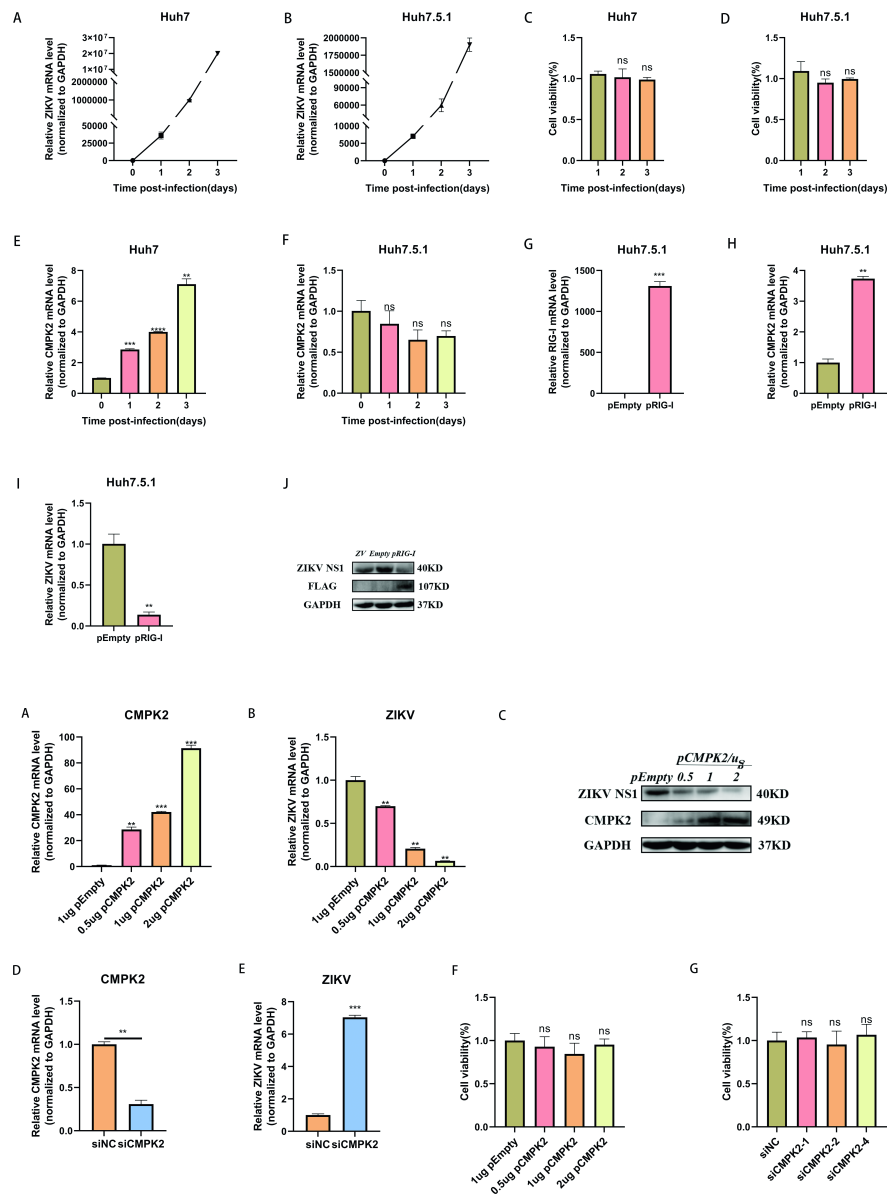 A
Huh7
Relative ZIKV mRNA level
(normalized to GAPDH)
3×10⁷
2×10⁷
1×10⁷
2000000
1000000
50000
25000
0
0 1 2 3
Time post-infection(days)
B
Huh7.5.1
Relative ZIKV mRNA level
(normalized to GAPDH)
2000000
1900000
1800000
1700000
1600000
1500000
90000
60000
10000
5000
0
0 1 2 3
Time post-infection(days)
C
Huh7
Cell viability(%)
1.5
1.0
0.5
0.0
ns
ns
1 2 3
Time post-infection(days)
D
Huh7.5.1
Cell viability(%)
1.5
1.0
0.5
0.0
ns
ns
1 2 3
Time post-infection(days)
E
Huh7
Relative CMPK2 mRNA level
(normalized to GAPDH)
8
6
4
2
0
***
****
**
0 1 2 3
Time post-infection(days)
F
Huh7.5.1
Relative CMPK2 mRNA level
(normalized to GAPDH)
1.5
1.0
0.5
0.0
ns
ns
ns
0 1 2 3
Time post-infection(days)
G
Huh7.5.1
Relative RIG-I mRNA level
(normalized to GAPDH)
1500
1000
500
0
***
pEmpty pRIG-I
H
Huh7.5.1
Relative CMPK2 mRNA level
(normalized to GAPDH)
4
3
2
1
0
**
pEmpty pRIG-I
I
Huh7.5.1
Relative ZIKV mRNA level
(normalized to GAPDH)
1.5
1.0
0.5
0.0
**
pEmpty pRIG-I
J
ZV Empty pRIG-I
ZIKV NS1 40KD
FLAG 107KD
GAPDH 37KD
A
CMPK2
Relative CMPK2 mRNA level
(normalized to GAPDH)
100
80
60
40
20
0
**
***
***
1ug pEmpty
0.5ug pCMPK2
1ug pCMPK2
2ug pCMPK2
B
ZIKV
Relative ZIKV mRNA level
(normalized to GAPDH)
1.5
1.0
0.5
0.0
**
**
**
1ug pEmpty
0.5ug pCMPK2
1ug pCMPK2
2ug pCMPK2
C
pCMPK2/ug
pEmpty 0.5 1 2
ZIKV NS1 40KD
CMPK2 49KD
GAPDH 37KD
D
CMPK2
Relative CMPK2 mRNA level
(normalized to GAPDH)
1.5
1.0
0.5
0.0
**
siNC siCMPK2
E
ZIKV
Relative ZIKV mRNA level
(normalized to GAPDH)
8
6
4
2
0
***
siNC siCMPK2
F
Cell viability(%)
1.5
1.0
0.5
0.0
ns
ns
ns
1ug pEmpty
0.5ug pCMPK2
1ug pCMPK2
2ug pCMPK2
G
Cell viability(%)
1.5
1.0
0.5
0.0
ns
ns
ns
siNC
siCMPK2-1
siCMPK2-2
siCMPK2-4